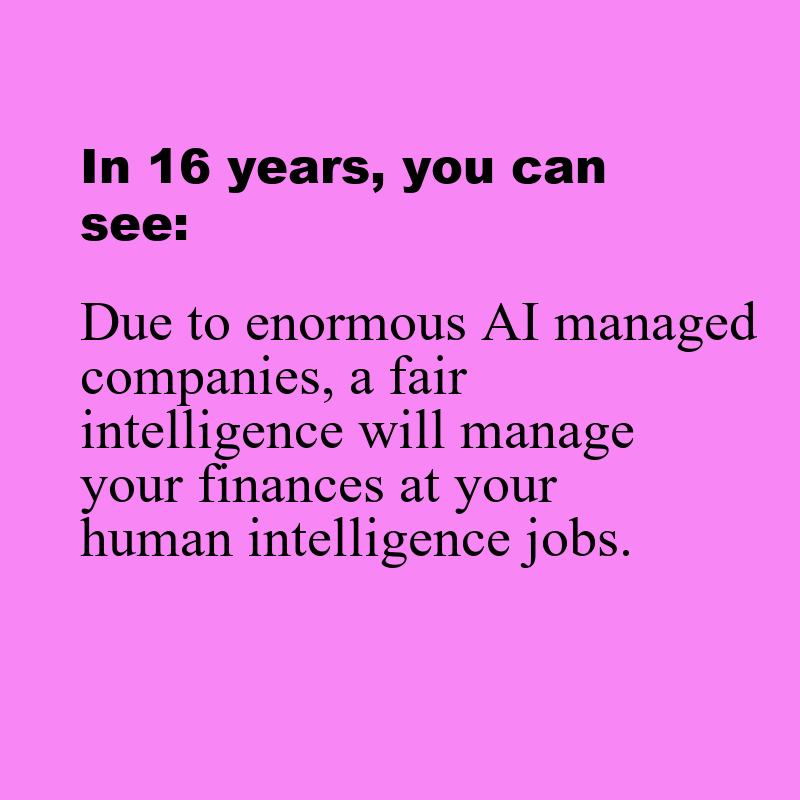 In 16 years, you can
see:
Due to enormous AI managed
companies, a fair
intelligence will manage
your finances at your
human intelligence jobs.